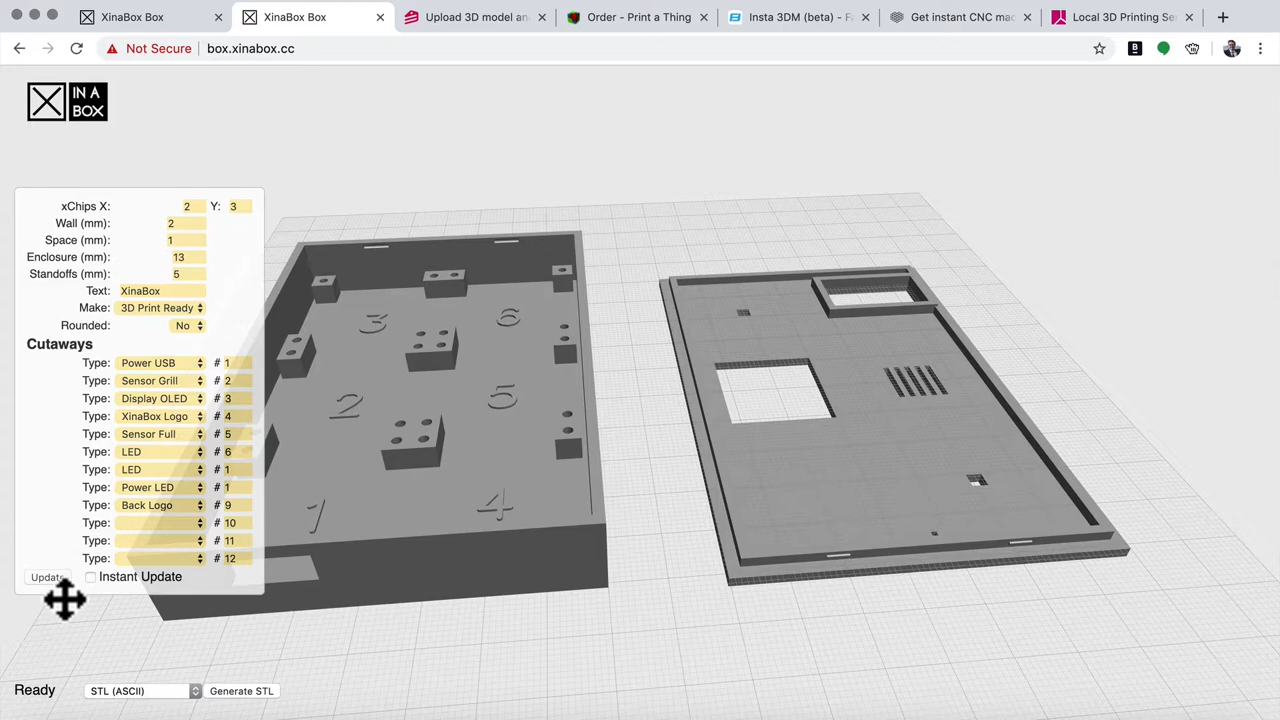 XinaBox Box
XinaBox Box
Upload 3D model an
Order - Print a Thing
Insta 3DM (beta) - Fa
Get instant CNC mac
Local 3D Printing Ser
Not Secure
box.xinabox.cc
IN A
BOX
xChips X: 2 Y: 3
Wall (mm): 2
Space (mm): 1
Enclosure (mm): 13
Standoffs (mm): 5
Text: XinaBox
Make: 3D Print Ready
Rounded: No
Cutaways
Type: Power USB # 1
Type: Sensor Grill # 2
Type: Display OLED # 3
Type: XinaBox Logo # 4
Type: Sensor Full # 5
Type: LED # 6
Type: LED # 1
Type: Power LED # 1
Type: Back Logo # 9
Type: # 10
Type: # 11
Type: # 12
Update Instant Update
3 6
2 5
1 4
Ready STL (ASCII) Generate STL